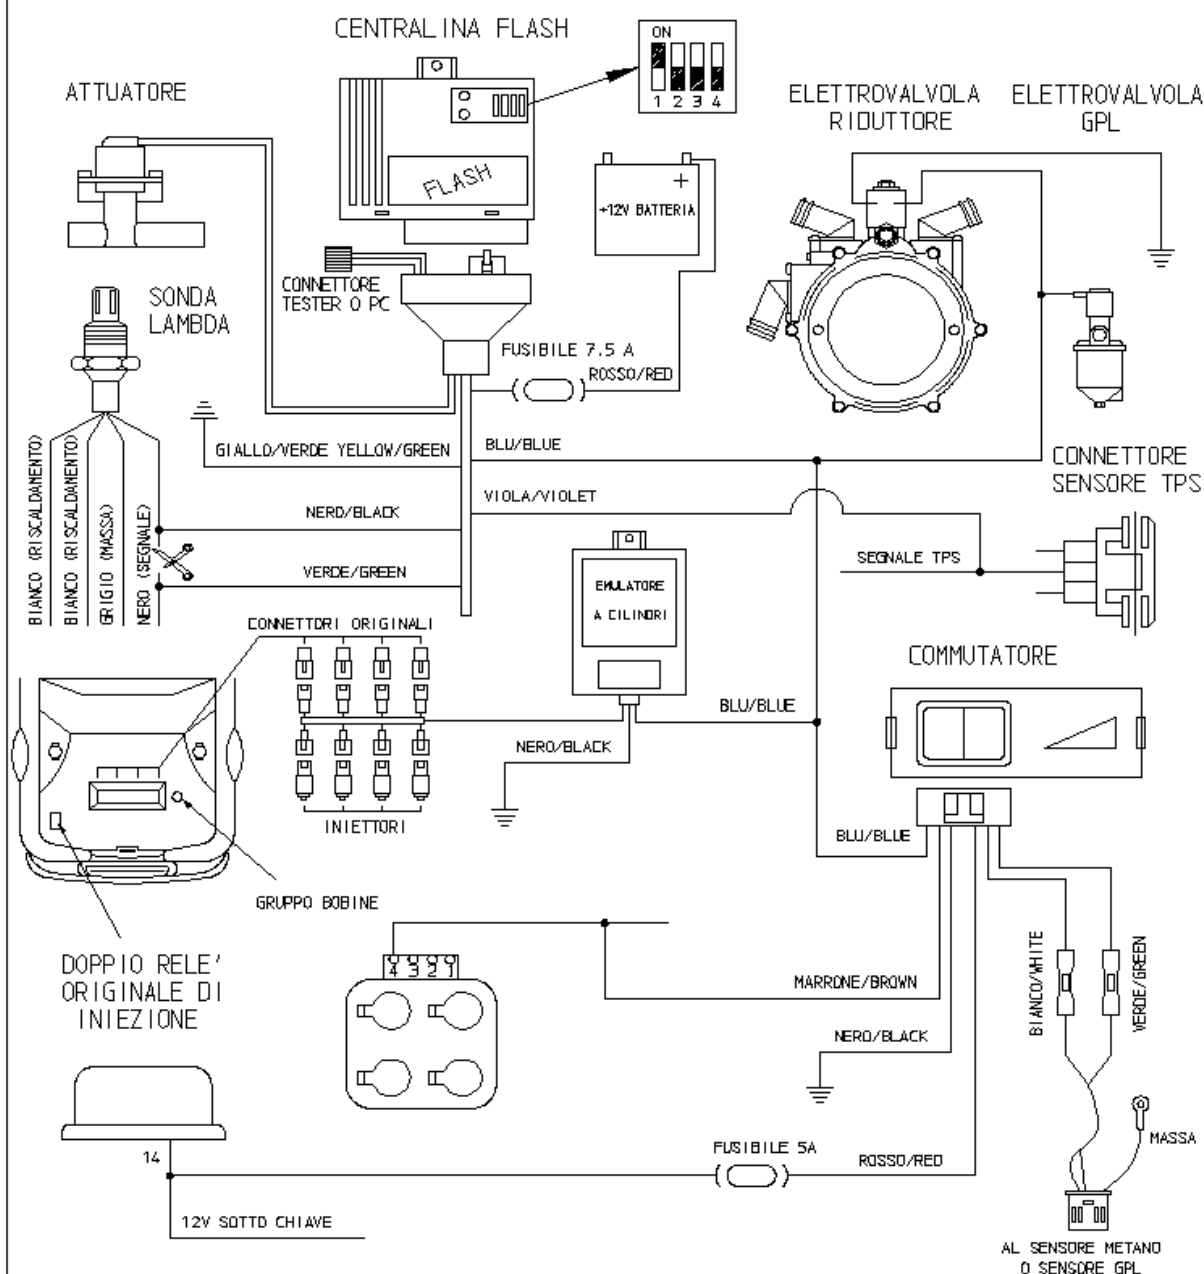 CENTRALINA FLASH
ON
1 2 3 4
ATTUATORE
ELETTROVALVOLA
RIDUTTORE
ELETTROVALVOLA
GPL
FLASH
+
+12V BATTERIA
CONNETTORE
TESTER O PC
SONDA
LAMBDA
FUSIBILE 7.5 A
ROSSO/RED
GIALLO/VERDE YELLOW/GREEN
BLU/BLUE
CONNETTORE
SENSORE TPS
VIOLA/VIOLET
NERO/BLACK
BIANCO (RISCALDAMENTO)
BIANCO (RISCALDAMENTO)
GRIGIO (MASSA)
NERO (SEGNALE)
VERDE/GREEN
SEGNALE TPS
EMULATORE
A CILINDRI
CONNETTORI ORIGINALI
COMMUTATORE
BLU/BLUE
NERO/BLACK
INIETTORI
BLU/BLUE
GRUPPO BOBINE
DOPPIO RELE'
ORIGINALE DI
INIEZIONE
4 3 2 1
MARRONE/BROWN
BIANCO/WHITE
VERDE/GREEN
NERO/BLACK
MASSA
14
FUSIBILE 5A
ROSSO/RED
12V SOTTO CHIAVE
AL SENSORE METANO
O SENSORE GPL